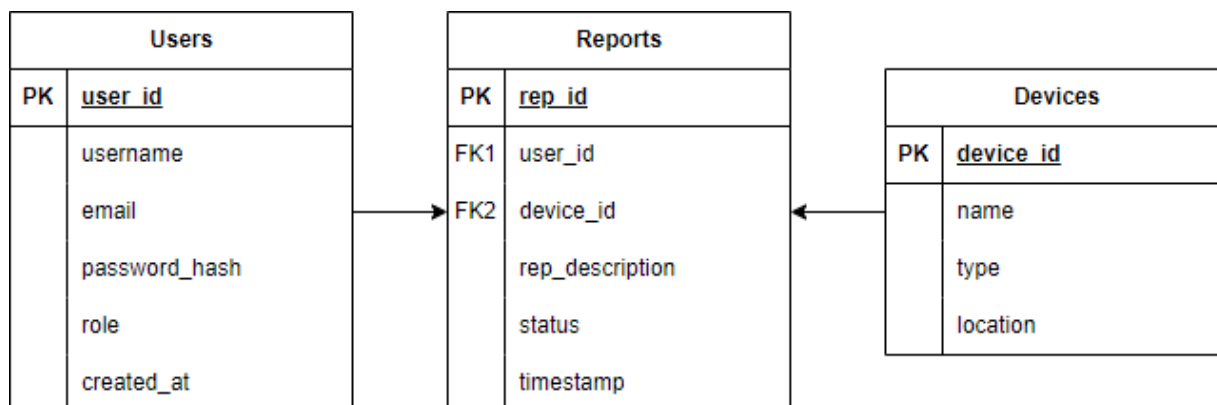 Users
PK user_id
username
email
password_hash
role
created_at
Reports
PK rep_id
FK1 user_id
FK2 device_id
rep_description
status
timestamp
Devices
PK device_id
name
type
location